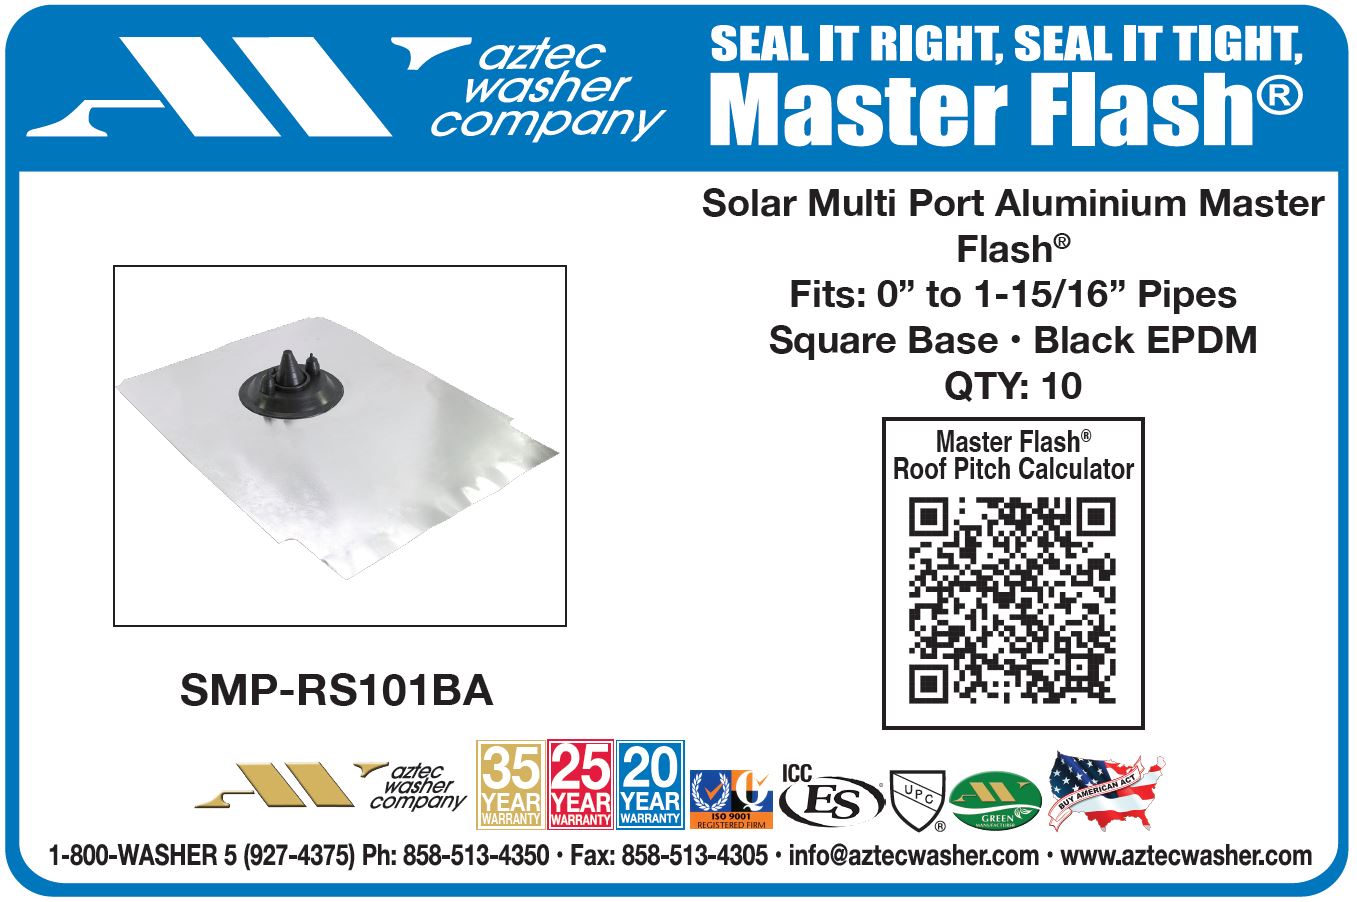 aztec
washer
company
SEAL IT RIGHT, SEAL IT TIGHT,
Master Flash®
Solar Multi Port Aluminium Master
Flash®
Fits: 0” to 1-15/16” Pipes
Square Base • Black EPDM
QTY: 10
Master Flash®
Roof Pitch Calculator
SMP-RS101BA
aztec
washer
company
35
YEAR
WARRANTY
25
YEAR
WARRANTY
20
YEAR
WARRANTY
Q
ISO 9001
REGISTERED FIRM
ICC
ES
®
UPC
®
GREEN
MANUFACTURER
BUY AMERICAN ACT
1-800-WASHER 5 (927-4375) Ph: 858-513-4350 • Fax: 858-513-4305 • info@aztecwasher.com • www.aztecwasher.com